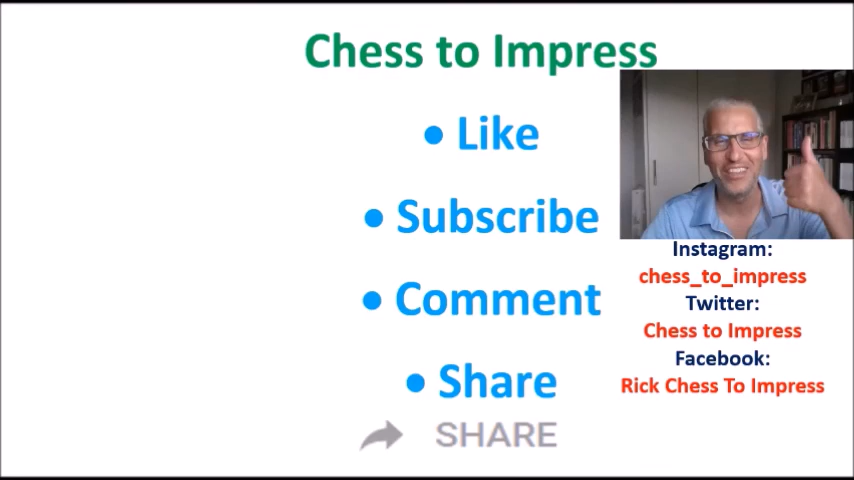 Chess to Impress
• Like
• Subscribe
• Comment
• Share
SHARE
Instagram:
chess_to_impress
Twitter:
Chess to Impress
Facebook:
Rick Chess To Impress